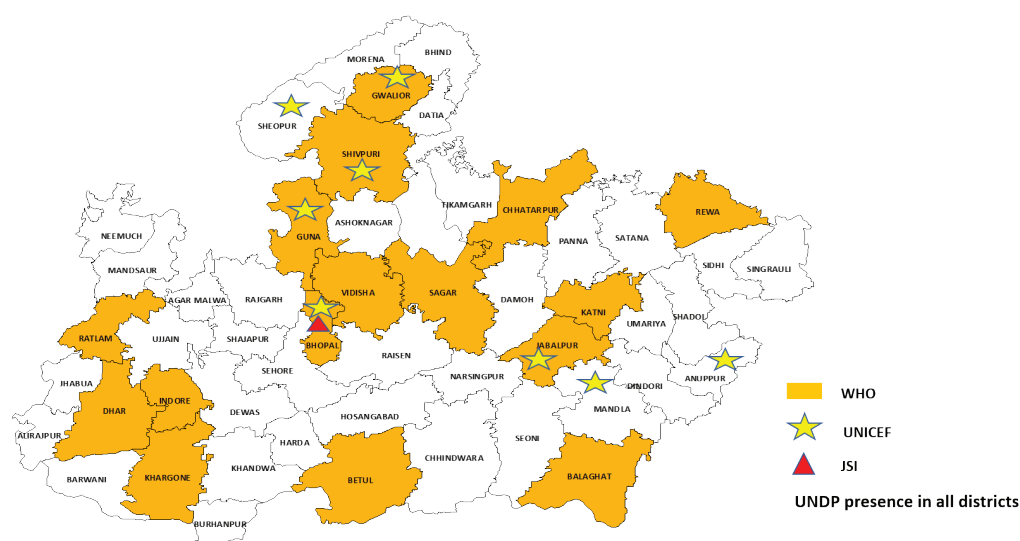 BHIND
MORENA
GWALIOR
DATIA
SHEOPUR
SHIVPURI
TIKAMGARH
CHHATARPUR
REWA
ASHOKNAGAR
GUNA
NEEMUCH
PANNA
SATANA
SIDHI
SINGRAULI
MANDSAUR
AGAR MALWA
RAJGARH
VIDISHA
SAGAR
DAMOH
KATNI
UMARIYA
SHADOL
RATLAM
UJJAIN
SHAJAPUR
BHOPAL
RAISEN
JABALPUR
SEHORE
NARSINGPUR
DINDORI
ANUPPUR
JHABUA
DHAR
INDORE
DEWAS
HOSANGABAD
MANDLA
ALIRAJPUR
HARDA
SEONI
BARWANI
KHARGONE
KHANDWA
BETUL
CHHINDWARA
BALAGHAT
BURHANPUR
WHO
UNICEF
JSI
UNDP presence in all districts